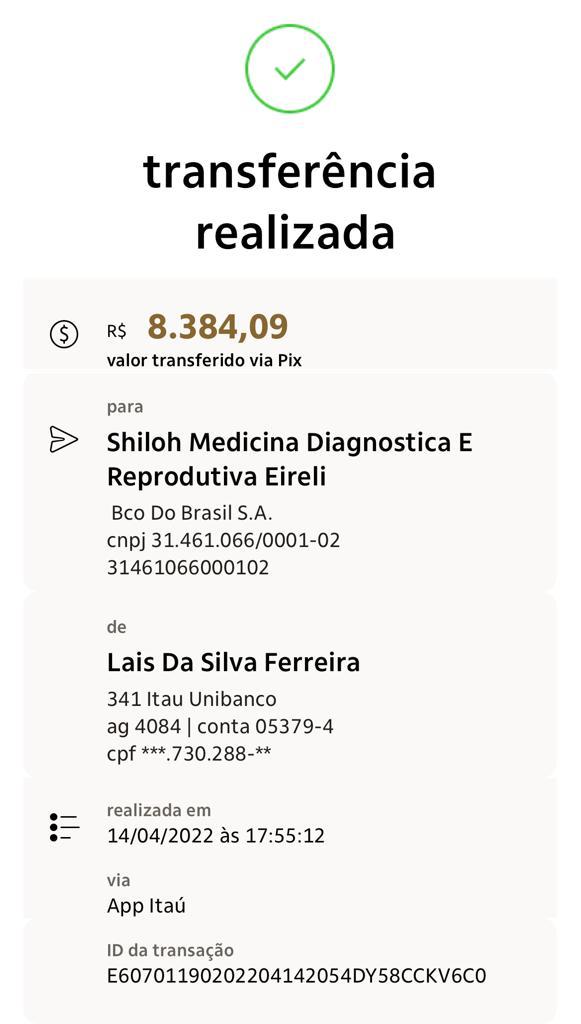 transferência
realizada
R$ 8.384,09
valor transferido via Pix
para
Shiloh Medicina Diagnostica E
Reprodutiva Eireli
Bco Do Brasil S.A.
cnpj 31.461.066/0001-02
31461066000102
de
Lais Da Silva Ferreira
341 Itau Unibanco
ag 4084 | conta 05379-4
cpf ***.730.288-**
realizada em
14/04/2022 às 17:55:12
via
App Itaú
ID da transação
E60701190202204142054DY58CCKV6C0